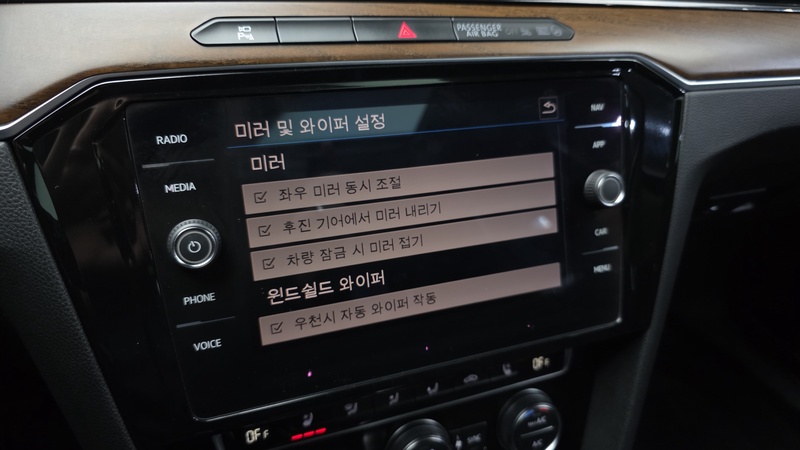 PASSENGER
AIR BAG
OFF
RADIO
MEDIA
PHONE
VOICE
미러 및 와이퍼 설정
미러
좌우 미러 동시 조절
후진 기어에서 미러 내리기
차량 잠금 시 미러 접기
윈드쉴드 와이퍼
우천시 자동 와이퍼 작동
NAV
APP
CAR
MENU
OFF
OFF
A/C